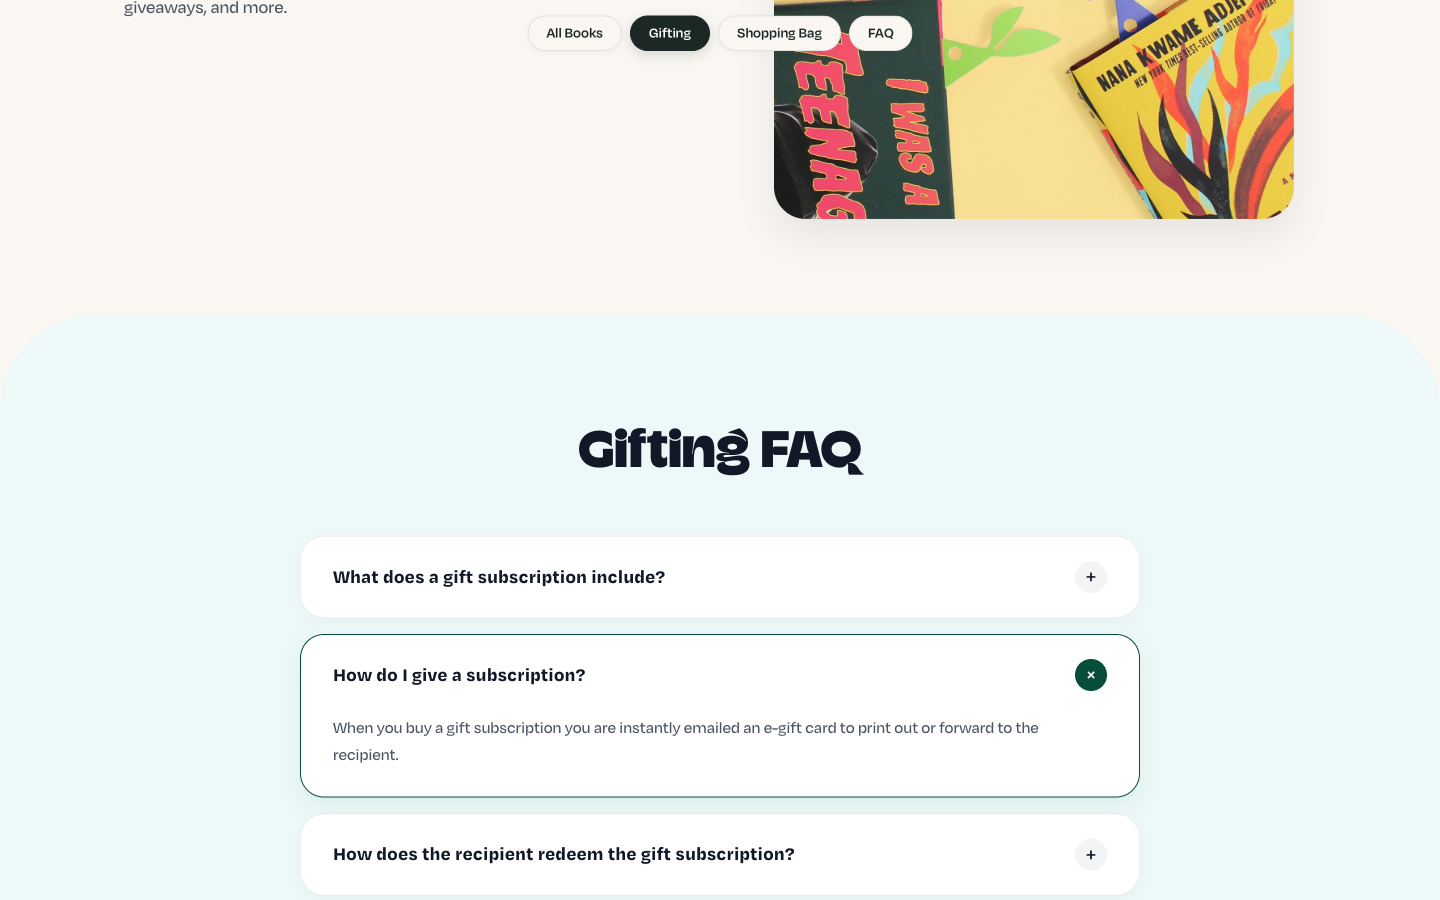 giveaways, and more.
All Books
Gifting
Shopping Bag
FAQ
TEENAG
I WAS A
NANA KWAME ADJEI
NEW YORK TIMES BEST-SELLING AUTHOR OF FRIDAY
Gifting FAQ
What does a gift subscription include?
+
How do I give a subscription?
×
When you buy a gift subscription you are instantly emailed an e-gift card to print out or forward to the
recipient.
How does the recipient redeem the gift subscription?
+